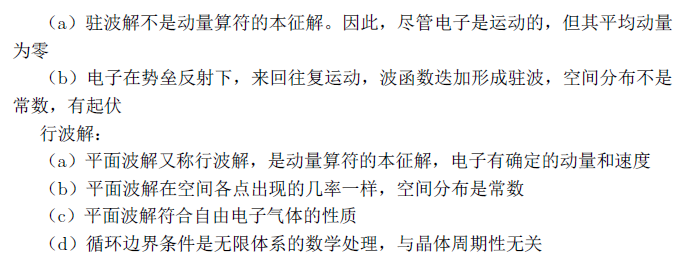 （a）驻波解不是动量算符的本征解。因此，尽管电子是运动的，但其平均动量
为零
（b）电子在势垒反射下，来回往复运动，波函数迭加形成驻波，空间分布不是
常数，有起伏
行波解：
（a）平面波解又称行波解，是动量算符的本征解，电子有确定的动量和速度
（b）平面波解在空间各点出现的几率一样，空间分布是常数
（c）平面波解符合自由电子气体的性质
（d）循环边界条件是无限体系的数学处理，与晶体周期性无关